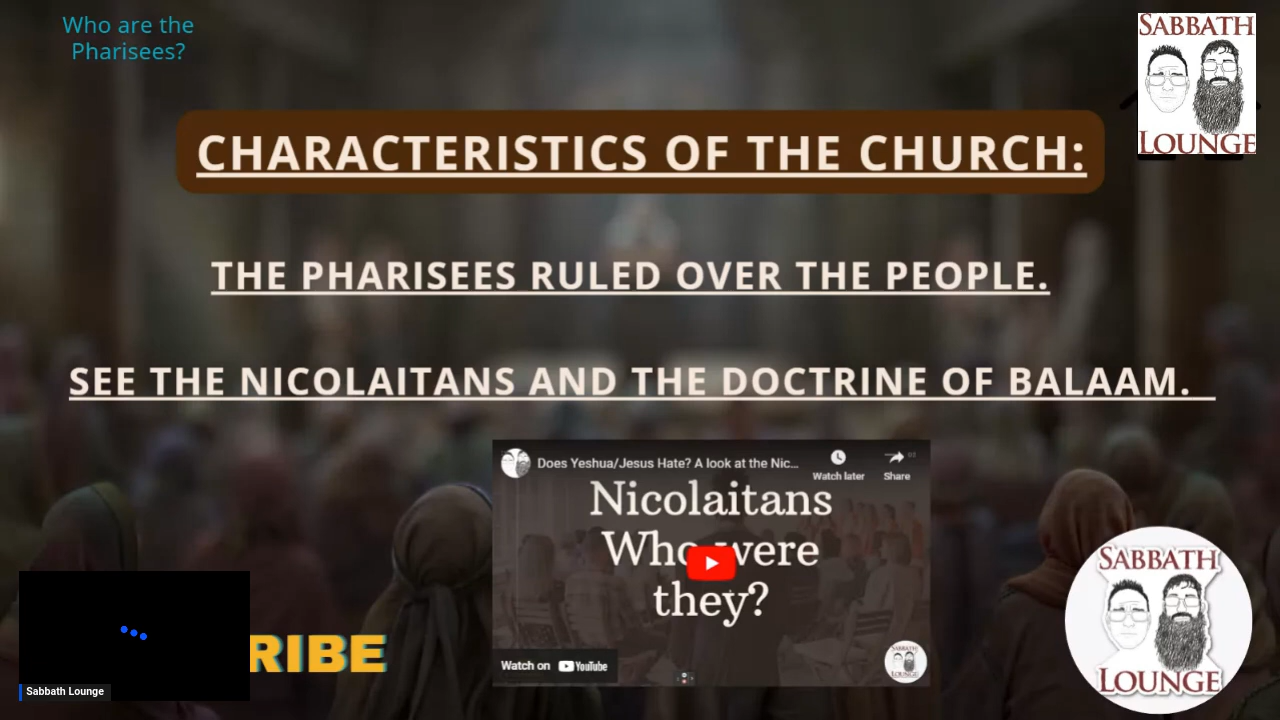 Who are the
Pharisees?
SABBATH
LOUNGE
CHARACTERISTICS OF THE CHURCH:
THE PHARISEES RULED OVER THE PEOPLE.
SEE THE NICOLAITANS AND THE DOCTRINE OF BALAAM.
Does Yeshua/Jesus Hate? A look at the Nic...
Watch later
Share
Nicolaitans
Who were
they?
Watch on YouTube
SABBATH
LOUNGE
SABBATH
LOUNGE
RIBE
Sabbath Lounge